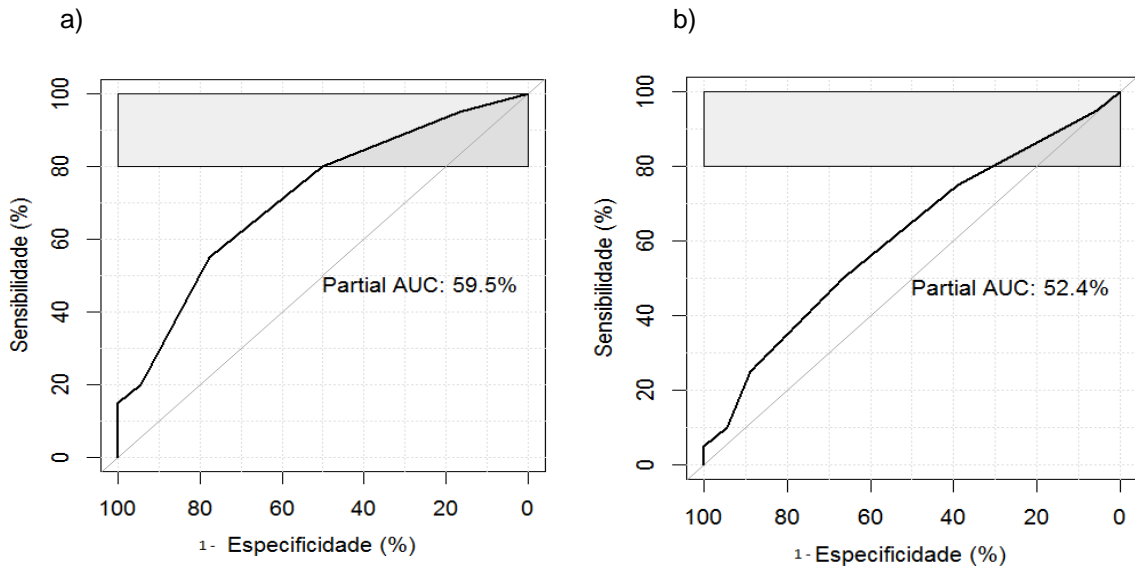 a)
100
80
60
40
20
0
Sensibilidade (%)
Partial AUC: 59.5%
100 80 60 40 20 0
1 - Especificidade (%)
b)
100
80
60
40
20
0
Sensibilidade (%)
Partial AUC: 52.4%
100 80 60 40 20 0
1 - Especificidade (%)